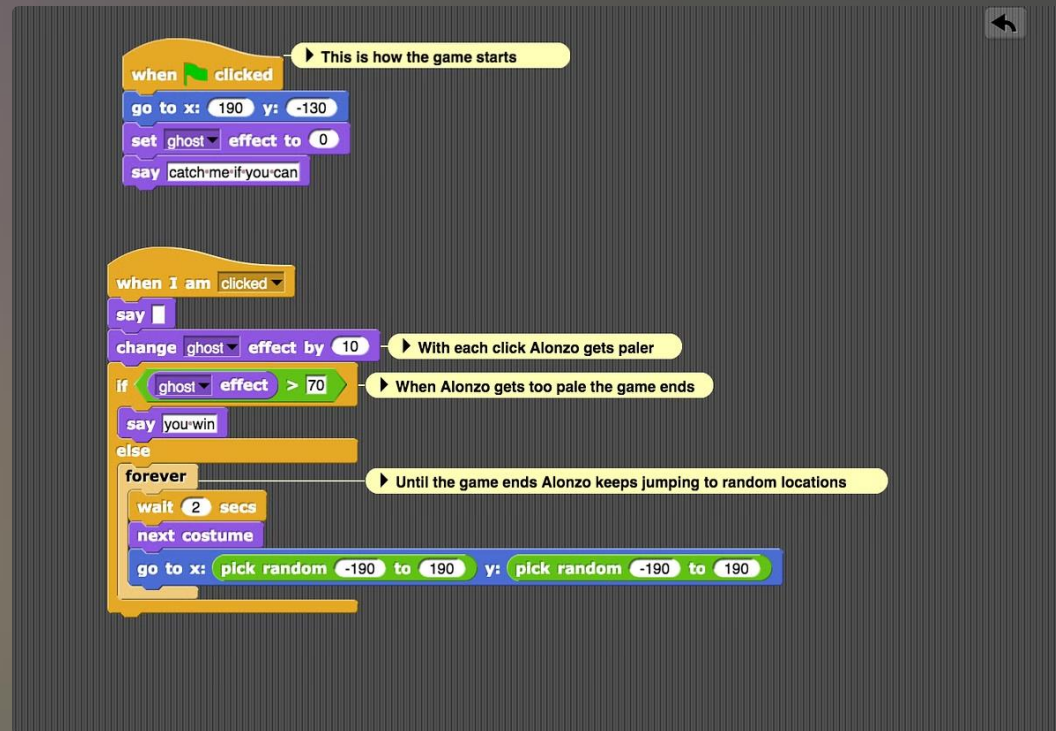 when clicked
This is how the game starts
go to x: 190 y: -130
set ghost effect to 0
say catch me if you can
when I am clicked
say
change ghost effect by 10
With each click Alonzo gets paler
if ghost effect > 70
When Alonzo gets too pale the game ends
say you win
else
forever
Until the game ends Alonzo keeps jumping to random locations
wait 2 secs
next costume
go to x: pick random -190 to 190 y: pick random -190 to 190